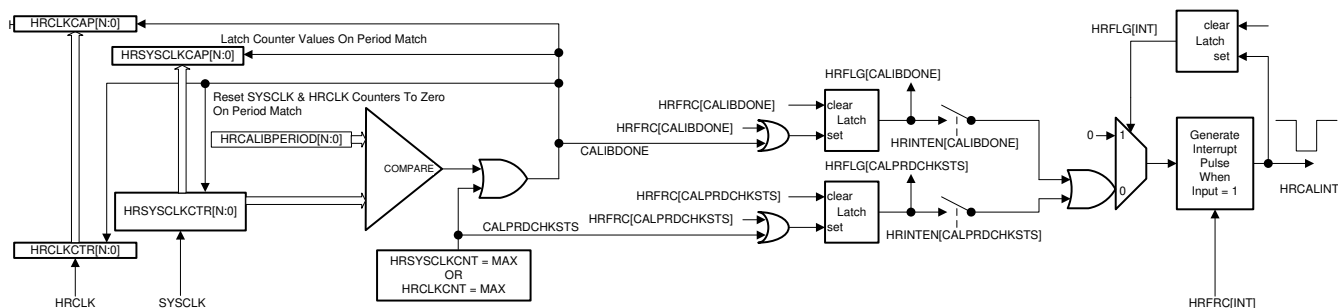 HRCLKCAP[N:0]
Latch Counter Values On Period Match
HRSYSCLKCAP[N:0]
Reset SYSCLK & HRCLK Counters To Zero
On Period Match
HRCALIBPERIOD[N:0]
COMPARE
HRSYSCLKCTR[N:0]
HRCLKCTR[N:0]
HRCLK
SYSCLK
HRSYSCLKCNT = MAX
OR
HRCLKCNT = MAX
CALPRDCHKSTS
CALIBDONE
HRFRC[CALIBDONE]
HRFRC[CALIBDONE]
clear
Latch
set
HRFLG[CALIBDONE]
HRINTEN[CALIBDONE]
HRFRC[CALPRDCHKSTS]
HRFRC[CALPRDCHKSTS]
clear
Latch
set
HRFLG[CALPRDCHKSTS]
HRINTEN[CALPRDCHKSTS]
HRFLG[INT]
clear
Latch
set
0
1
0
Generate
Interrupt
Pulse
When
Input = 1
HRCALINT
HRFRC[INT]